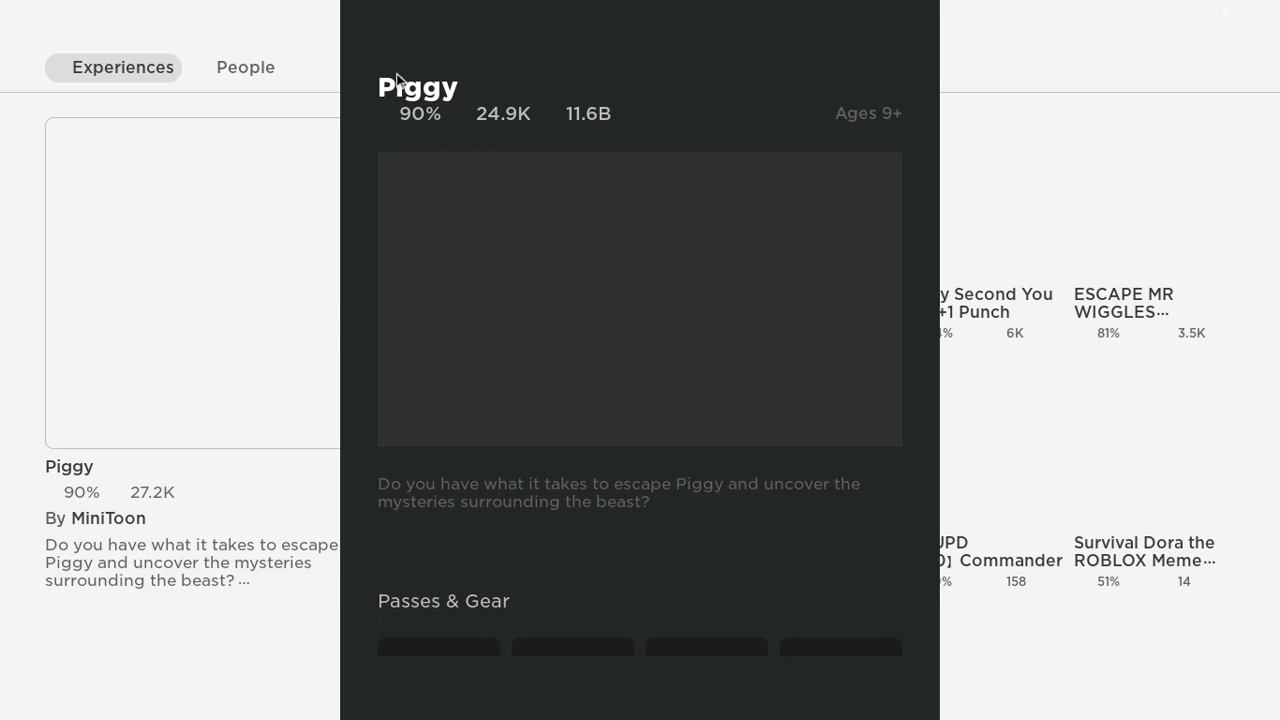 5
Experiences People
Piggy
90% 24.9K 11.6B Ages 9+
Do you have what it takes to escape Piggy and uncover the
mysteries surrounding the beast?
Passes & Gear
Piggy
90% 27.2K
By MiniToon
Do you have what it takes to escape
Piggy and uncover the mysteries
surrounding the beast? ...
y Second You
+1 Punch
% 6K
ESCAPE MR
WIGGLES...
81% 3.5K
UPD
] Commander
% 158
Survival Dora the
ROBLOX Meme...
51% 14